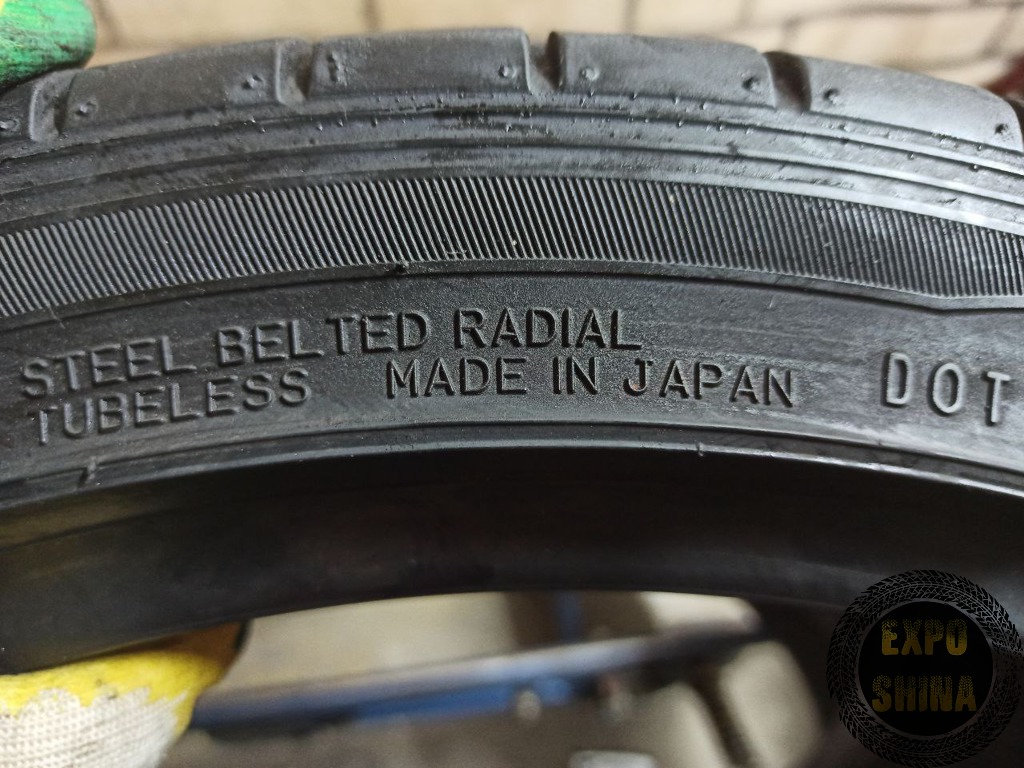 STEEL BELTED RADIAL
TUBELESS MADE IN JAPAN DOT
EXPO
SHINA